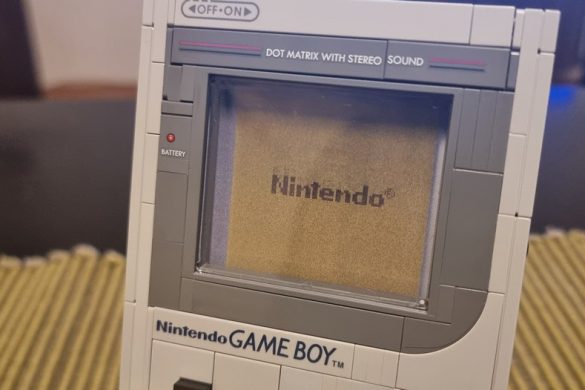 OFF•ON
DOT MATRIX WITH STEREO SOUND
BATTERY
Nintendo®
Nintendo GAME BOY™